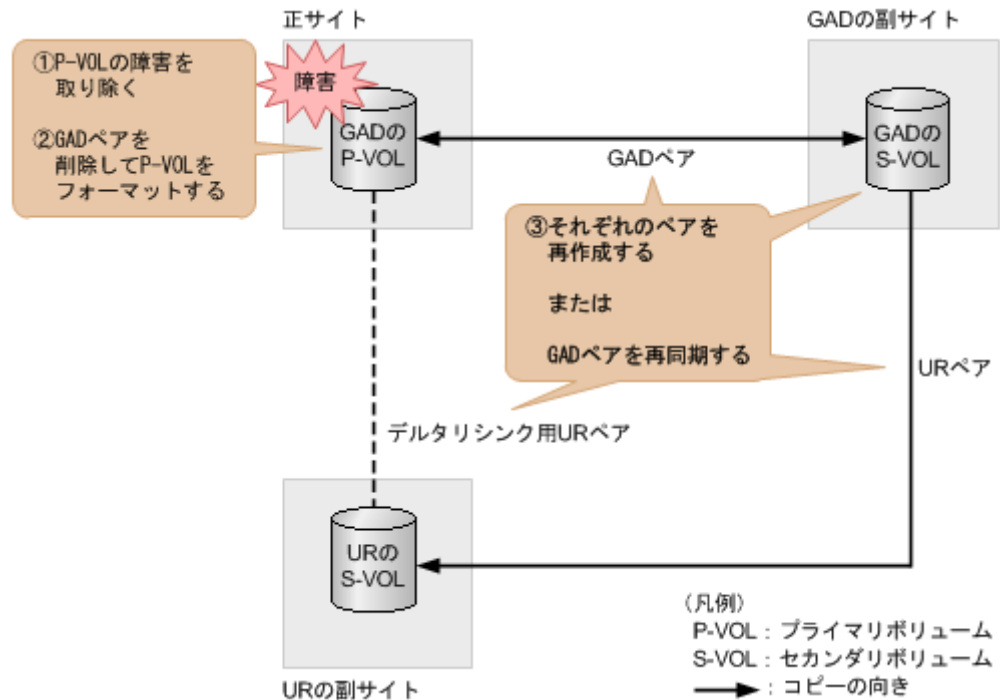 正サイト
GADの副サイト
①P-VOLの障害を
取り除く
②GADペアを
削除してP-VOLを
フォーマットする
障害
GADの
P-VOL
GADペア
GADの
S-VOL
③それぞれのペアを
再作成する
または
GADペアを再同期する
URペア
デルタリシンク用URペア
URの
S-VOL
URの副サイト
(凡例)
P-VOL：プライマリボリューム
S-VOL：セカンダリボリューム
：コピーの向き